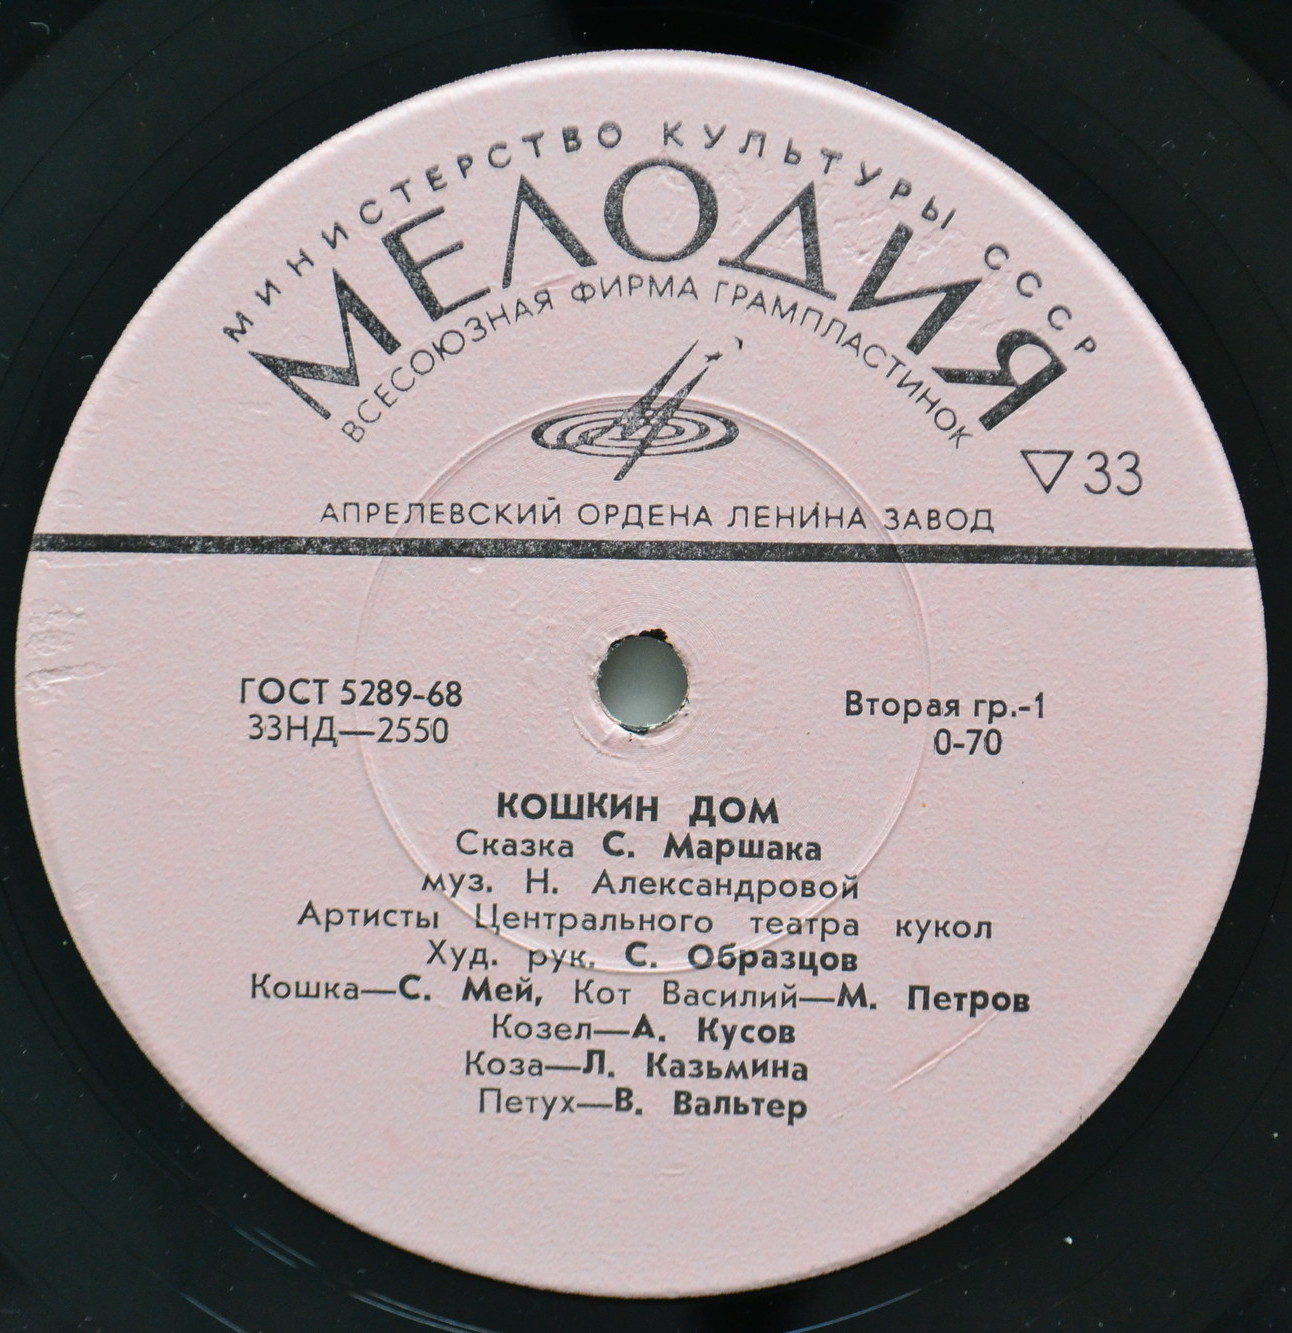 МИНИСТЕРСТВО КУЛЬТУРЫ СССР
МЕЛОДИЯ
ВСЕСОЮЗНАЯ ФИРМА ГРАМПЛАСТИНОК
33
АПРЕЛЕВСКИЙ ОРДЕНА ЛЕНИНА ЗАВОД
ГОСТ 5289-68
33НД—2550
Вторая гр.-1
0-70
КОШКИН ДОМ
Сказка С. Маршака
муз. Н. Александровой
Артисты Центрального театра кукол
Худ. рук. С. Образцов
Кошка—С. Мей, Кот Василий—М. Петров
Козел—А. Кусов
Коза—Л. Казьмина
Петух—В. Вальтер